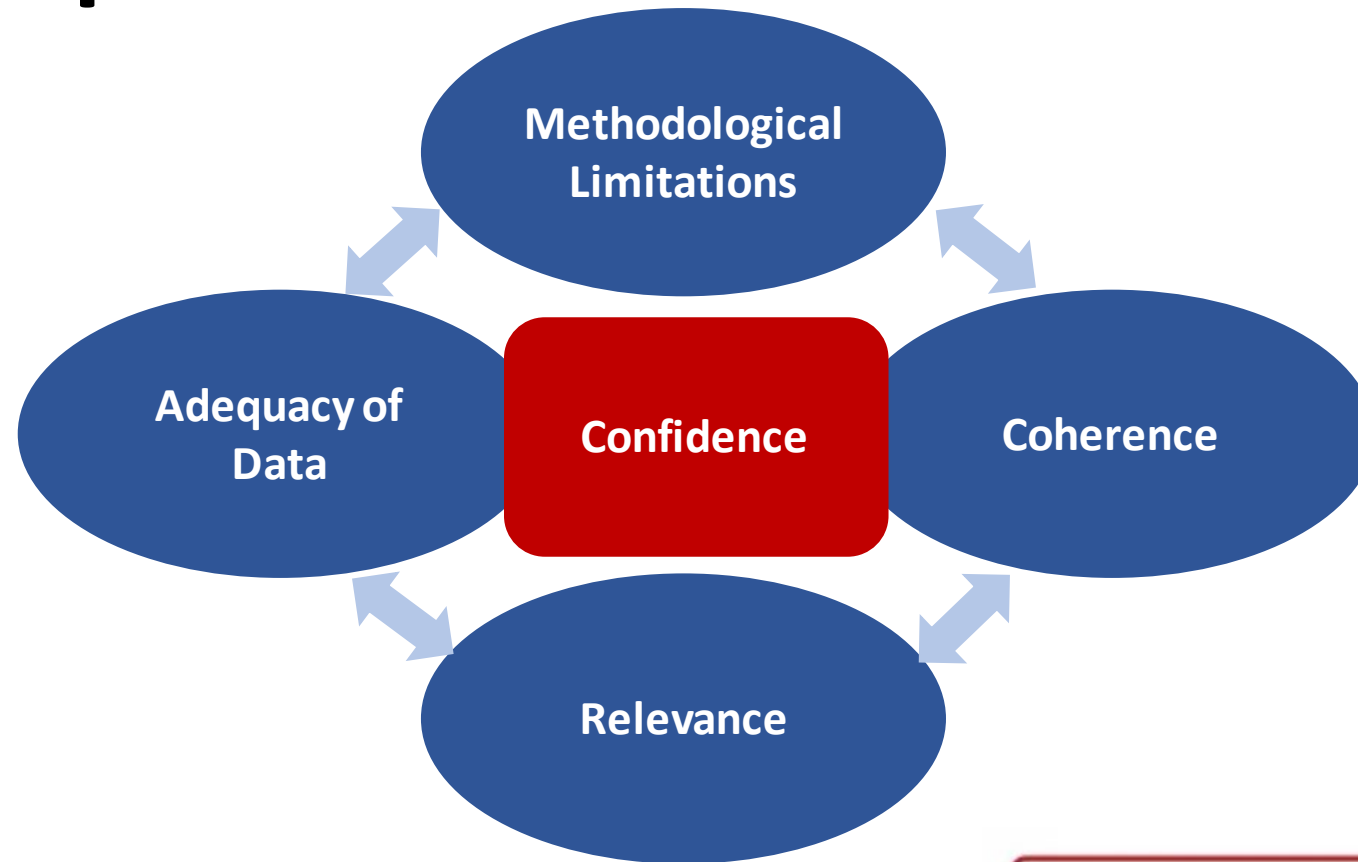 Methodological
Limitations
Adequacy of
Data
Confidence
Coherence
Relevance